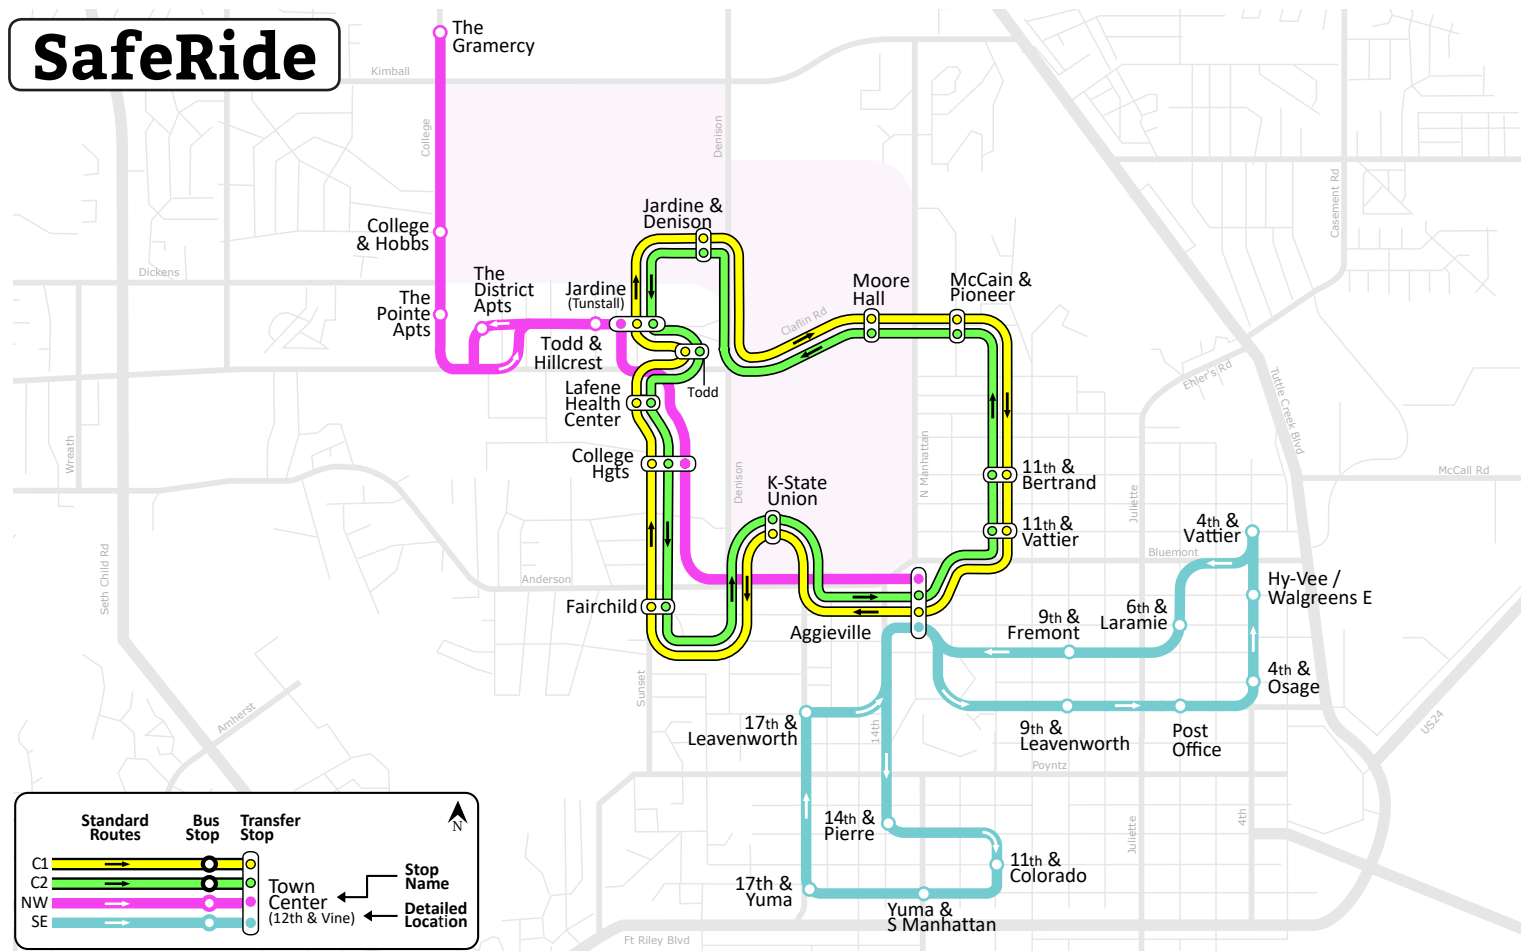 SafeRide
The
Gramercy
Kimball
College
Denison
Casement Rd
College
& Hobbs
Jardine &
Denison
Dickens
The
District
Apts
The
Pointe
Apts
Jardine
(Tunstall)
Moore
Hall
McCain &
Pioneer
Claflin Rd
Todd &
Hillcrest
Todd
Ehler's Rd
Tuttle Creek Blvd
Lafene
Health
Center
Wreath
College
Hgts
Denison
K-State
Union
N Manhattan
11th &
Bertrand
Juliette
McCall Rd
11th &
Vattier
4th &
Vattier
Bluemont
Seth Child Rd
Anderson
Hy-Vee /
Walgreens E
Fairchild
Aggieville
9th &
Fremont
6th &
Laramie
4th &
Osage
Sunset
Amherst
17th &
Leavenworth
14th
9th &
Leavenworth
Post
Office
US24
Poyntz
14th &
Pierre
Juliette
4th
11th &
Colorado
17th &
Yuma
Yuma &
S Manhattan
Ft Riley Blvd
Standard
Routes
Bus
Stop
Transfer
Stop
N
C1
C2
NW
SE
Town
Center
(12th & Vine)
Stop
Name
Detailed
Location